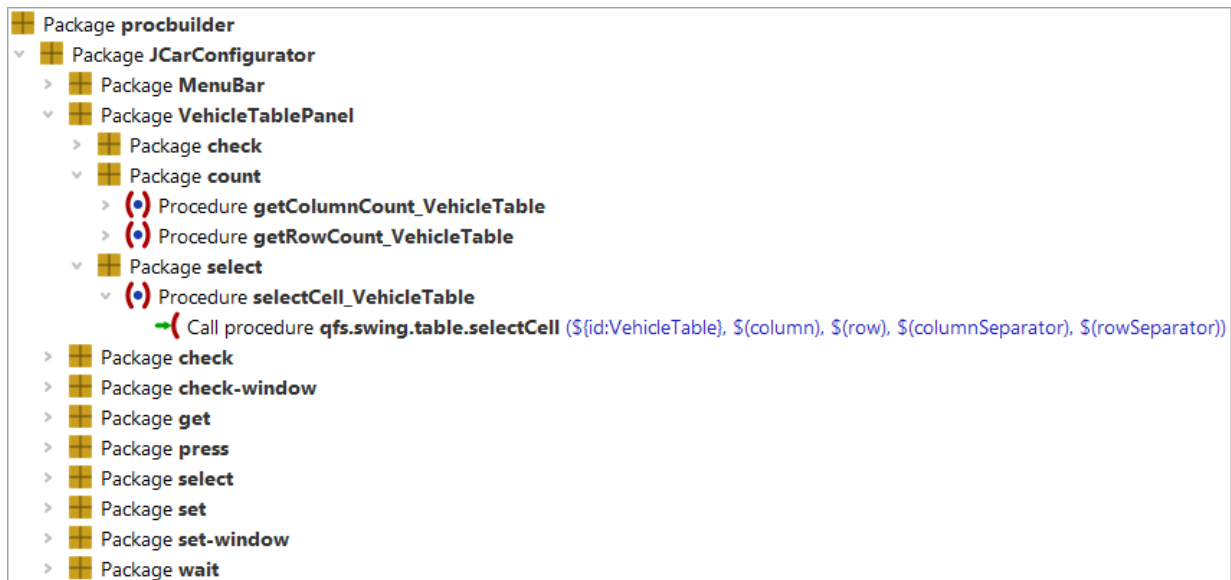 Package procbuilder
Package JCarConfigurator
Package MenuBar
Package VehicleTablePanel
Package check
Package count
Procedure getColumnCount_VehicleTable
Procedure getRowCount_VehicleTable
Package select
Procedure selectCell_VehicleTable
Call procedure qfs.swing.table.selectCell (${id:VehicleTable}, $(column), $(row), $(columnSeparator), $(rowSeparator))
Package check
Package check-window
Package get
Package press
Package select
Package set
Package set-window
Package wait